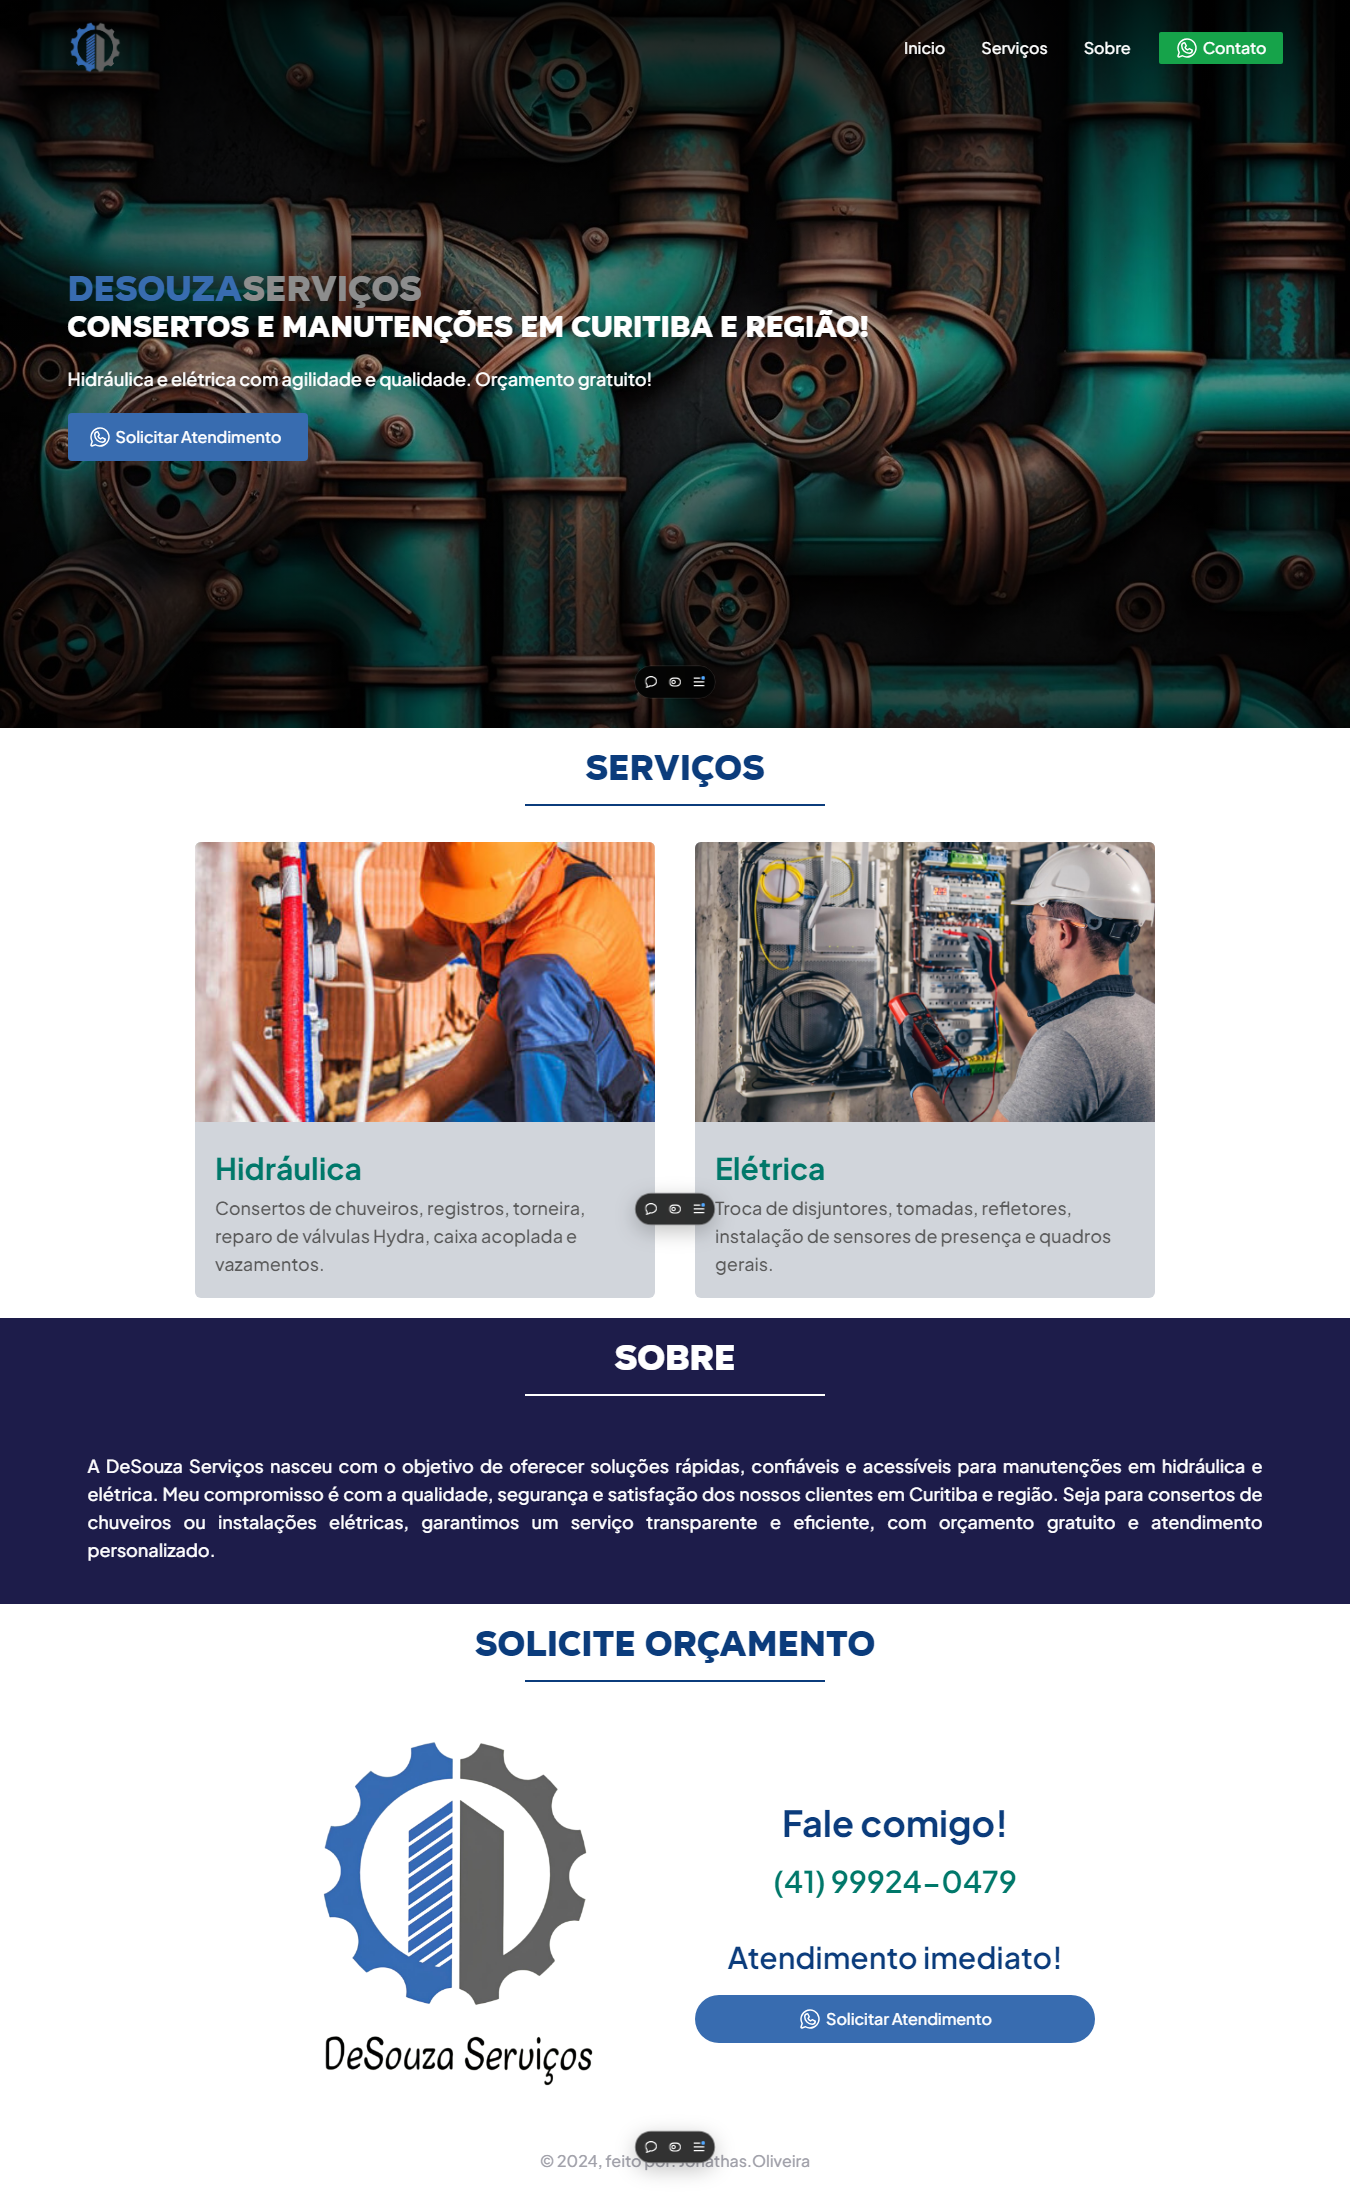 Inicio
Serviços
Sobre
Contato
DESOUZASERVIÇOS
CONSERTOS E MANUTENÇÕES EM CURITIBA E REGIÃO!
Hidráulica e elétrica com agilidade e qualidade. Orçamento gratuito!
Solicitar Atendimento
SERVIÇOS
Hidráulica
Consertos de chuveiros, registros, torneira,
reparo de válvulas Hydra, caixa acoplada e
vazamentos.
Elétrica
Troca de disjuntores, tomadas, refletores,
instalação de sensores de presença e quadros
gerais.
SOBRE
A DeSouza Serviços nasceu com o objetivo de oferecer soluções rápidas, confiáveis e acessíveis para manutenções em hidráulica e
elétrica. Meu compromisso é com a qualidade, segurança e satisfação dos nossos clientes em Curitiba e região. Seja para consertos de
chuveiros ou instalações elétricas, garantimos um serviço transparente e eficiente, com orçamento gratuito e atendimento
personalizado.
SOLICITE ORÇAMENTO
DeSouza Serviços
Fale comigo!
(41) 99924-0479
Atendimento imediato!
Solicitar Atendimento
© 2024, feito por: Jonathas.Oliveira